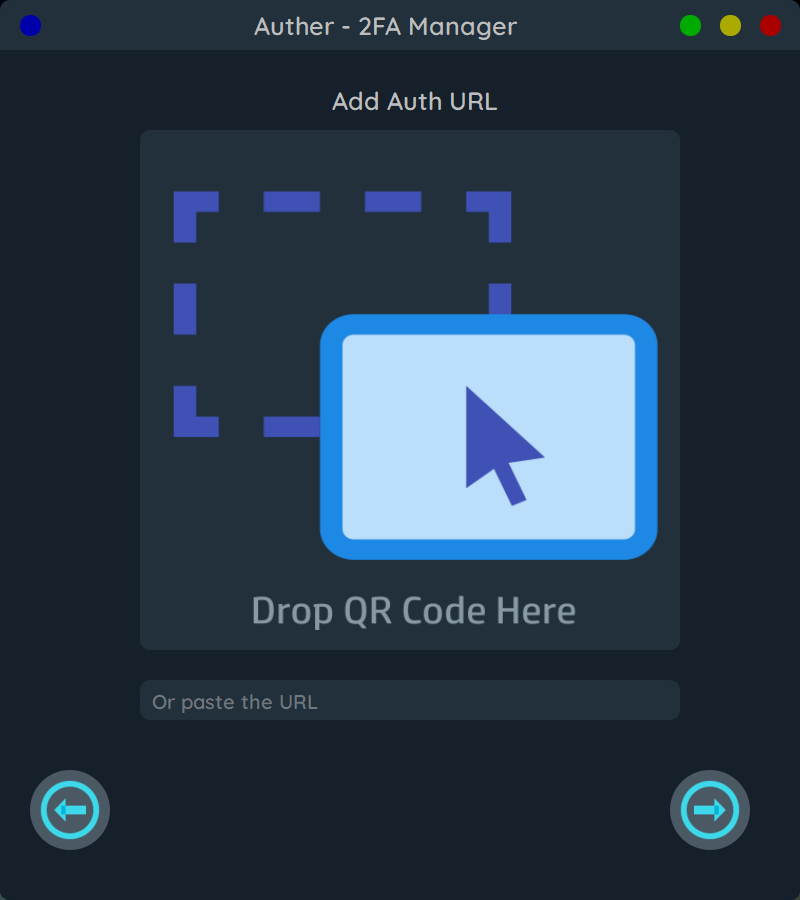 Auther - 2FA Manager
Add Auth URL
Drop QR Code Here
Or paste the URL